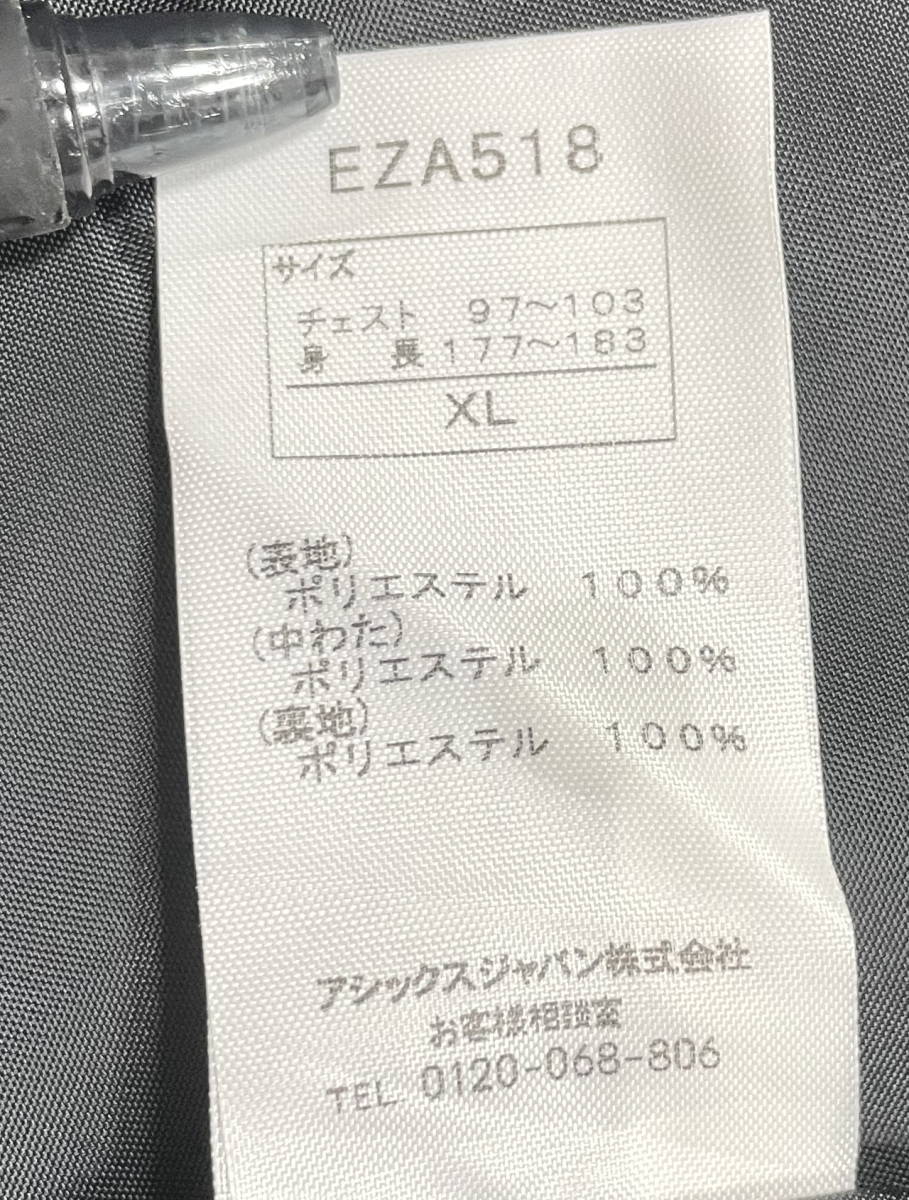 EZA518
サイズ
チェスト 97～103
身 長 177～183
XL
(表地)
ポリエステル 100%
(中わた)
ポリエステル 100%
(裏地)
ポリエステル 100%
アシックスジャパン株式会社
お客様相談室
TEL 0120-068-806